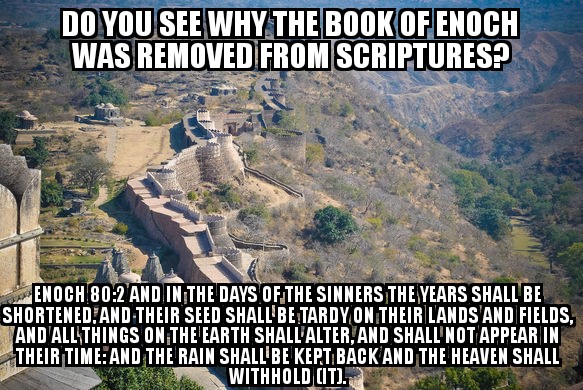 DO YOU SEE WHY THE BOOK OF ENOCH
WAS REMOVED FROM SCRIPTURES?
ENOCH 80:2 AND IN THE DAYS OF THE SINNERS THE YEARS SHALL BE
SHORTENED, AND THEIR SEED SHALL BE TARDY ON THEIR LANDS AND FIELDS,
AND ALL THINGS ON THE EARTH SHALL ALTER, AND SHALL NOT APPEAR IN
THEIR TIME: AND THE RAIN SHALL BE KEPT BACK AND THE HEAVEN SHALL
WITHHOLD (IT).